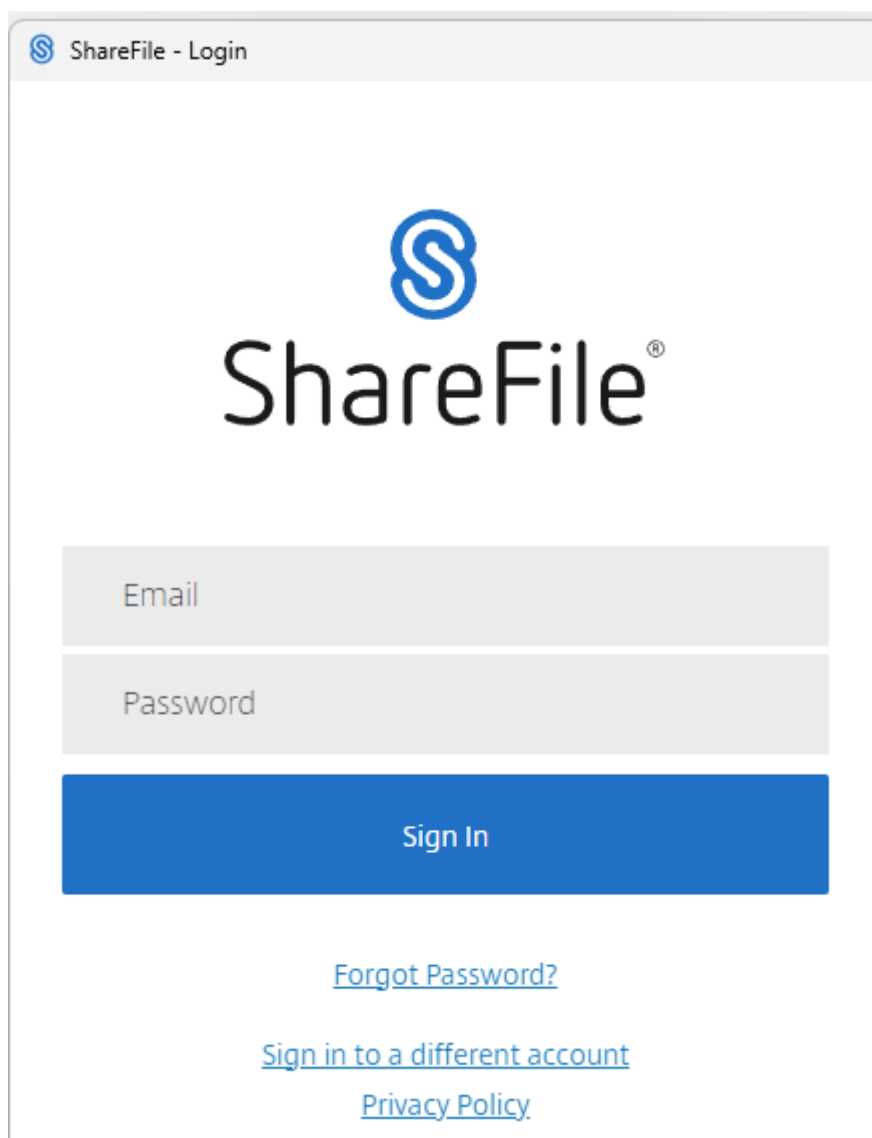 ShareFile - Login
ShareFile®
Email
Password
Sign In
Forgot Password?
Sign in to a different account
Privacy Policy